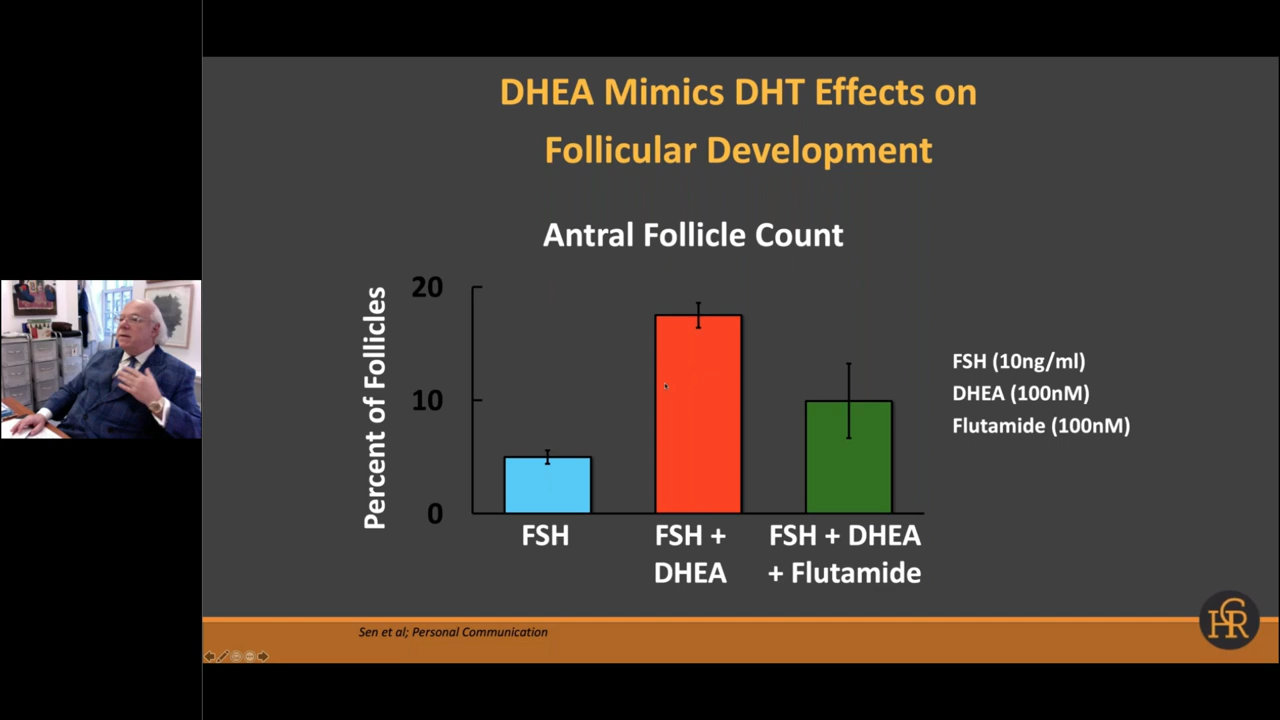 DHEA Mimics DHT Effects on
Follicular Development
Antral Follicle Count
Percent of Follicles
20
10
0
FSH
FSH +
DHEA
FSH + DHEA
+ Flutamide
FSH (10ng/ml)
DHEA (100nM)
Flutamide (100nM)
Sen et al; Personal Communication
CHR